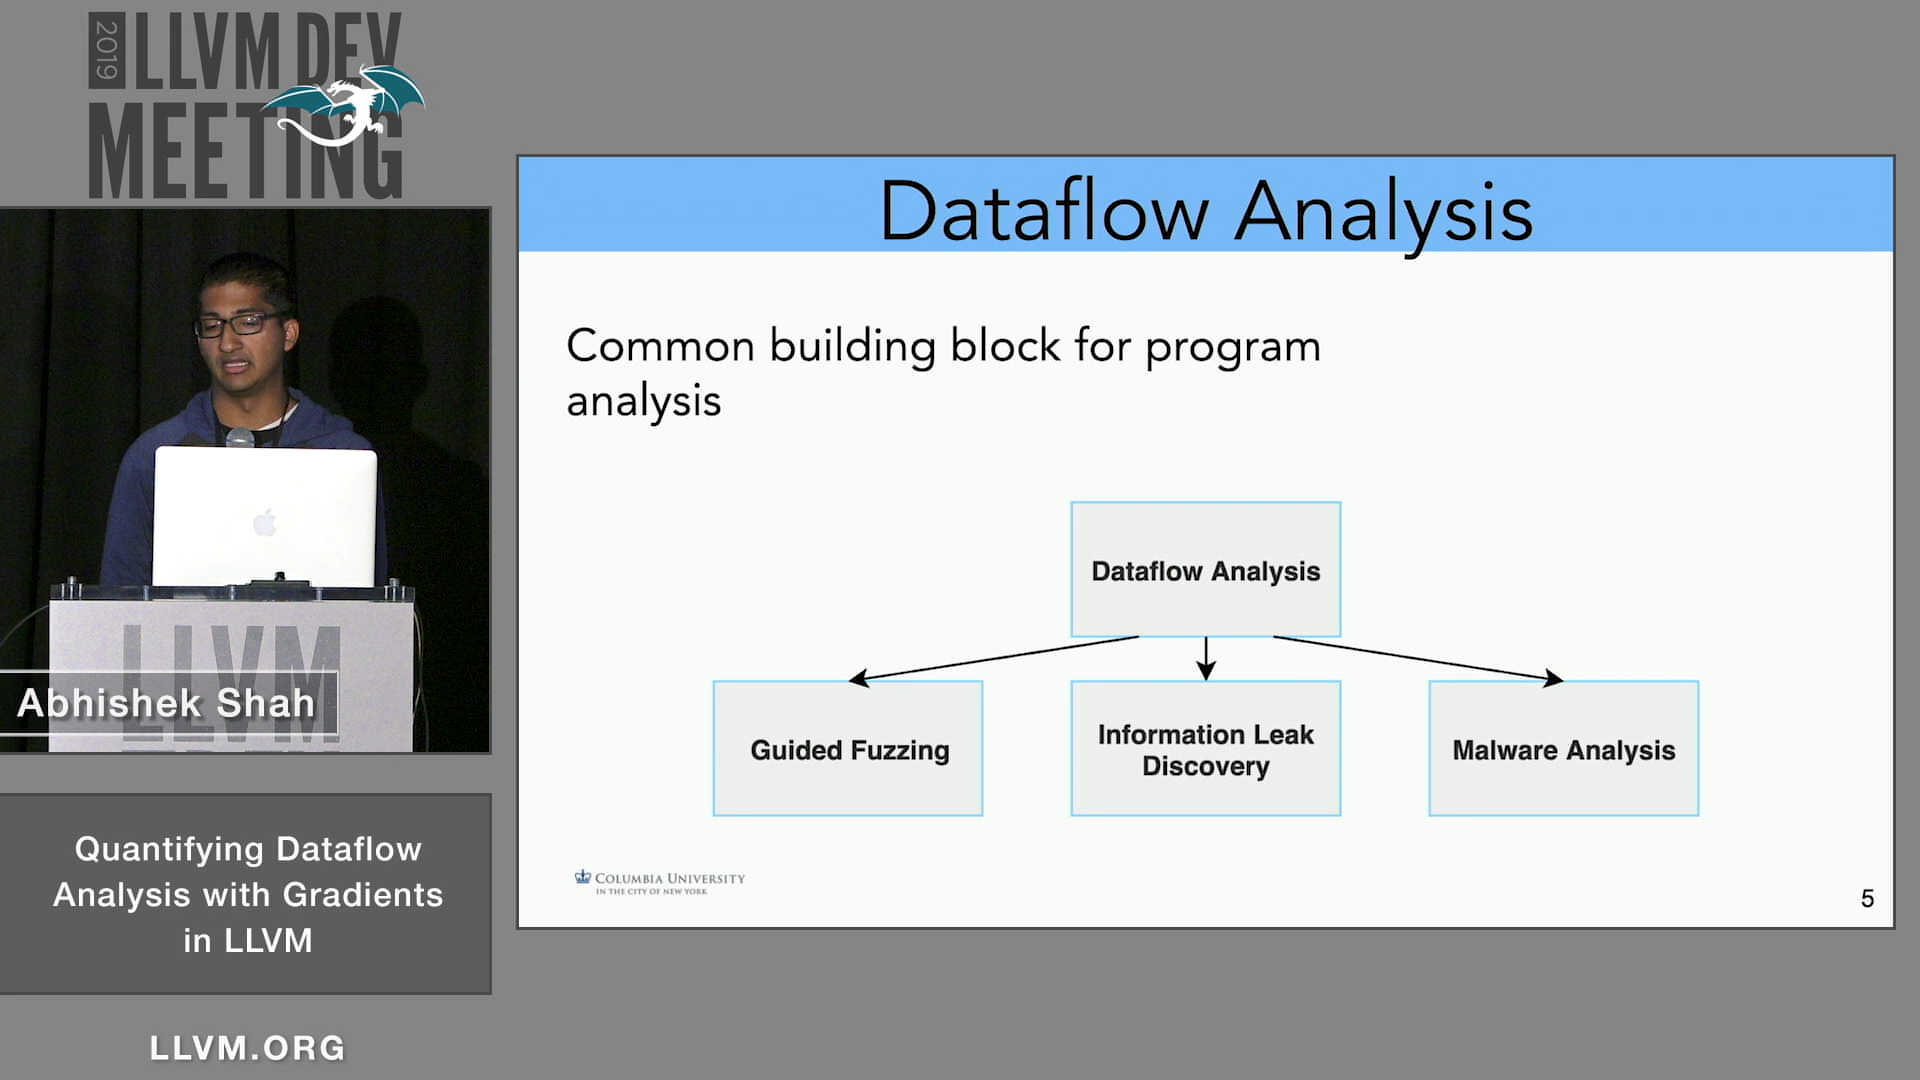 2019
LLVM DEV
MEETING
Dataflow Analysis
Common building block for program
analysis
Dataflow Analysis
Guided Fuzzing
Information Leak
Discovery
Malware Analysis
COLUMBIA UNIVERSITY
IN THE CITY OF NEW YORK
5
LLVM
Abhishek Shah
Quantifying Dataflow
Analysis with Gradients
in LLVM
LLVM.ORG